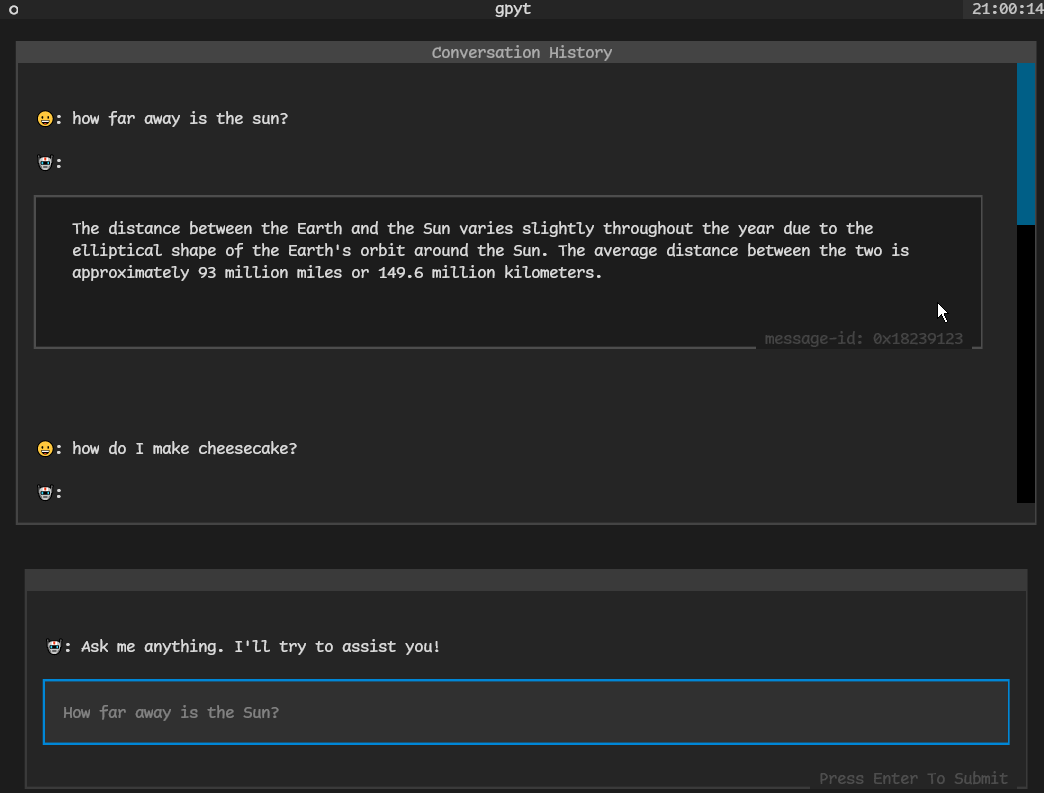 gpyt
21:00:14
Conversation History
: how far away is the sun?
:
The distance between the Earth and the Sun varies slightly throughout the year due to the
elliptical shape of the Earth's orbit around the Sun. The average distance between the two is
approximately 93 million miles or 149.6 million kilometers.
message-id: 0x18239123
: how do I make cheesecake?
:
: Ask me anything. I'll try to assist you!
How far away is the Sun?
Press Enter To Submit